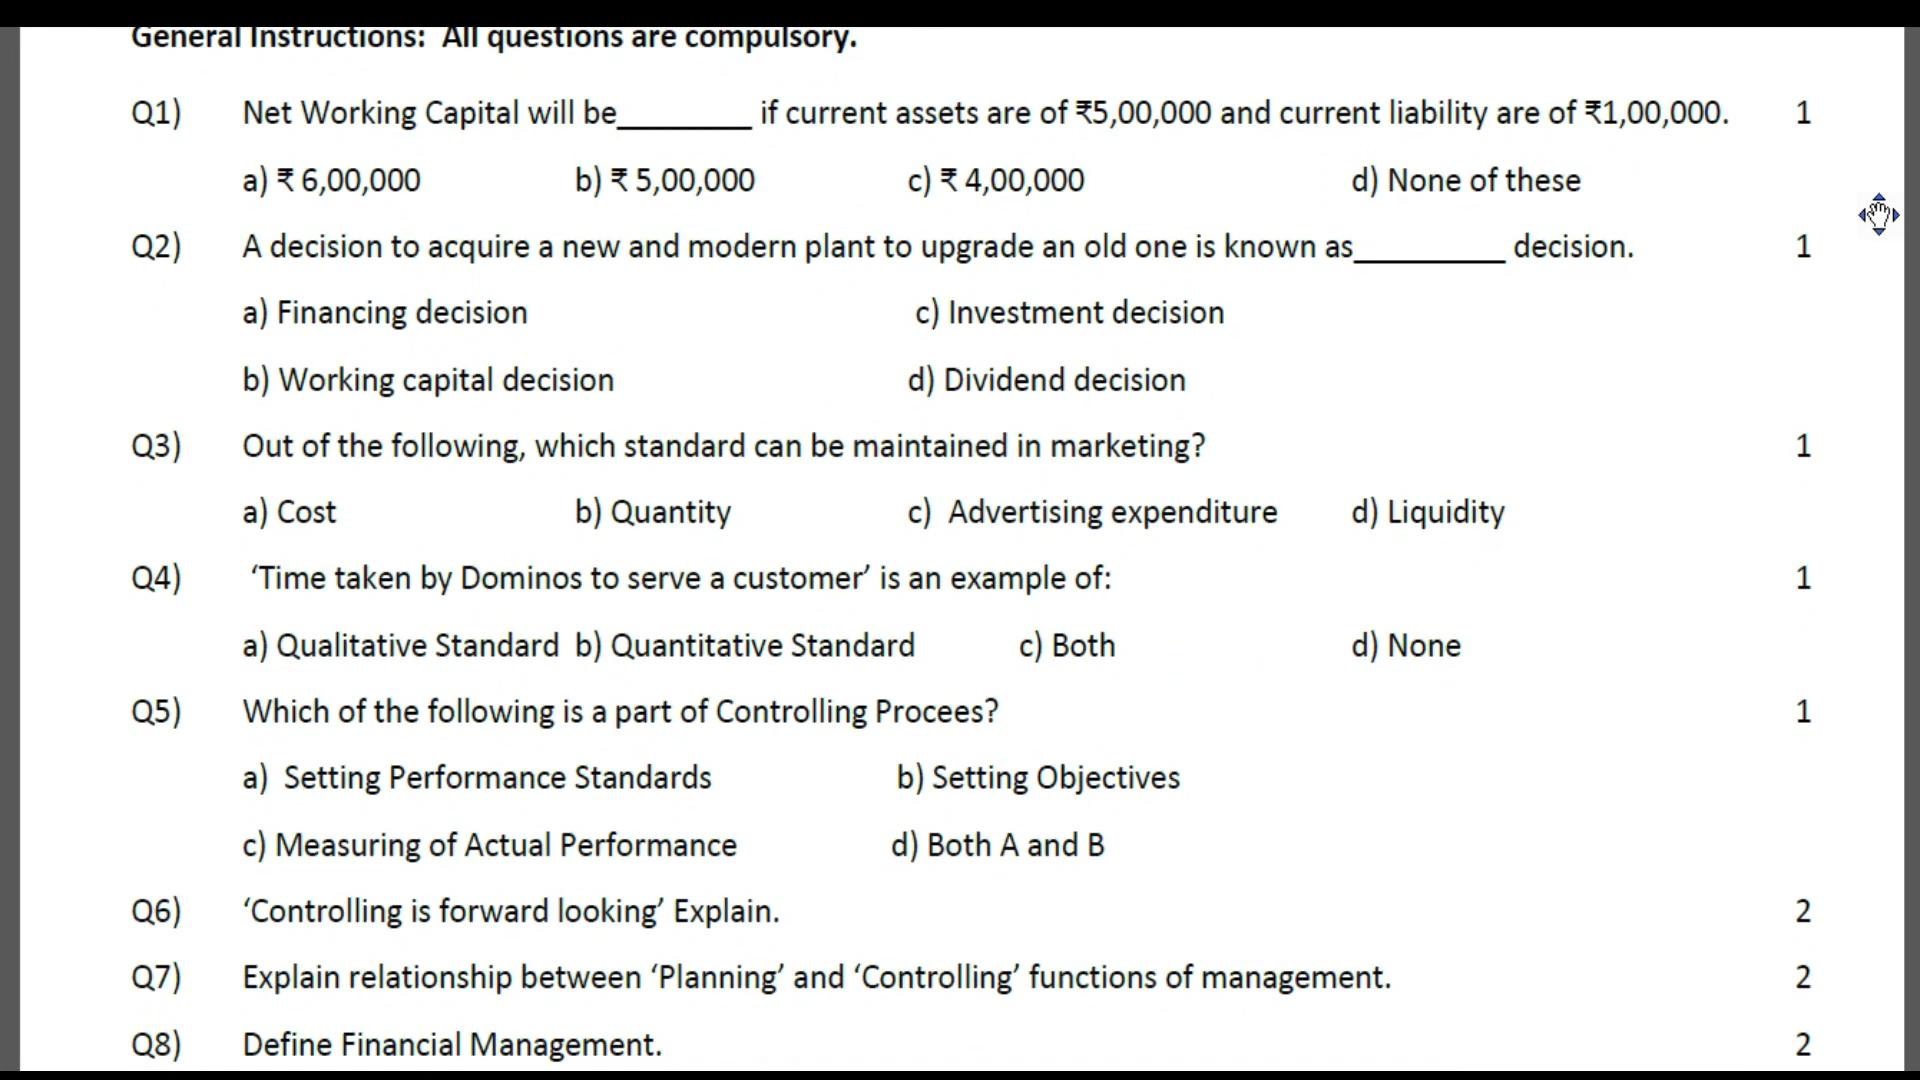 General Instructions: All questions are compulsory.
Q1) Net Working Capital will be________ if current assets are of ₹5,00,000 and current liability are of ₹1,00,000. 1
a) ₹ 6,00,000 b) ₹ 5,00,000 c) ₹ 4,00,000 d) None of these
Q2) A decision to acquire a new and modern plant to upgrade an old one is known as_________ decision. 1
a) Financing decision c) Investment decision
b) Working capital decision d) Dividend decision
Q3) Out of the following, which standard can be maintained in marketing? 1
a) Cost b) Quantity c) Advertising expenditure d) Liquidity
Q4) ‘Time taken by Dominos to serve a customer’ is an example of: 1
a) Qualitative Standard b) Quantitative Standard c) Both d) None
Q5) Which of the following is a part of Controlling Procees? 1
a) Setting Performance Standards b) Setting Objectives
c) Measuring of Actual Performance d) Both A and B
Q6) ‘Controlling is forward looking’ Explain. 2
Q7) Explain relationship between ‘Planning’ and ‘Controlling’ functions of management. 2
Q8) Define Financial Management. 2